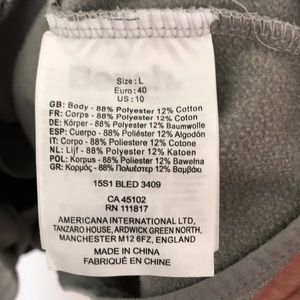 Size: L
Euro: 40
US: 10
GB: Body - 88% Polyester 12% Cotton
FR: Corps - 88% Polyester 12% Coton
DE: Körper - 88% Polyester 12% Baumwolle
ESP: Cuerpo - 88% Poliéster 12% Algodón
IT: Corpo - 88% Poliestere 12% Cotone
NL: Lijf - 88% Polyester 12% Katoen
POL: Korpus - 88% Poliester 12% Bawełna
GR: Κορμός - 88% Πολυεστέρ 12% Βαμβάκι
15S1 BLED 3409
CA 45102
RN 111817
AMERICANA INTERNATIONAL LTD,
TANZARO HOUSE, ARDWICK GREEN NORTH,
MANCHESTER M12 6FZ, ENGLAND
MADE IN CHINA
FABRIQUÉ EN CHINE